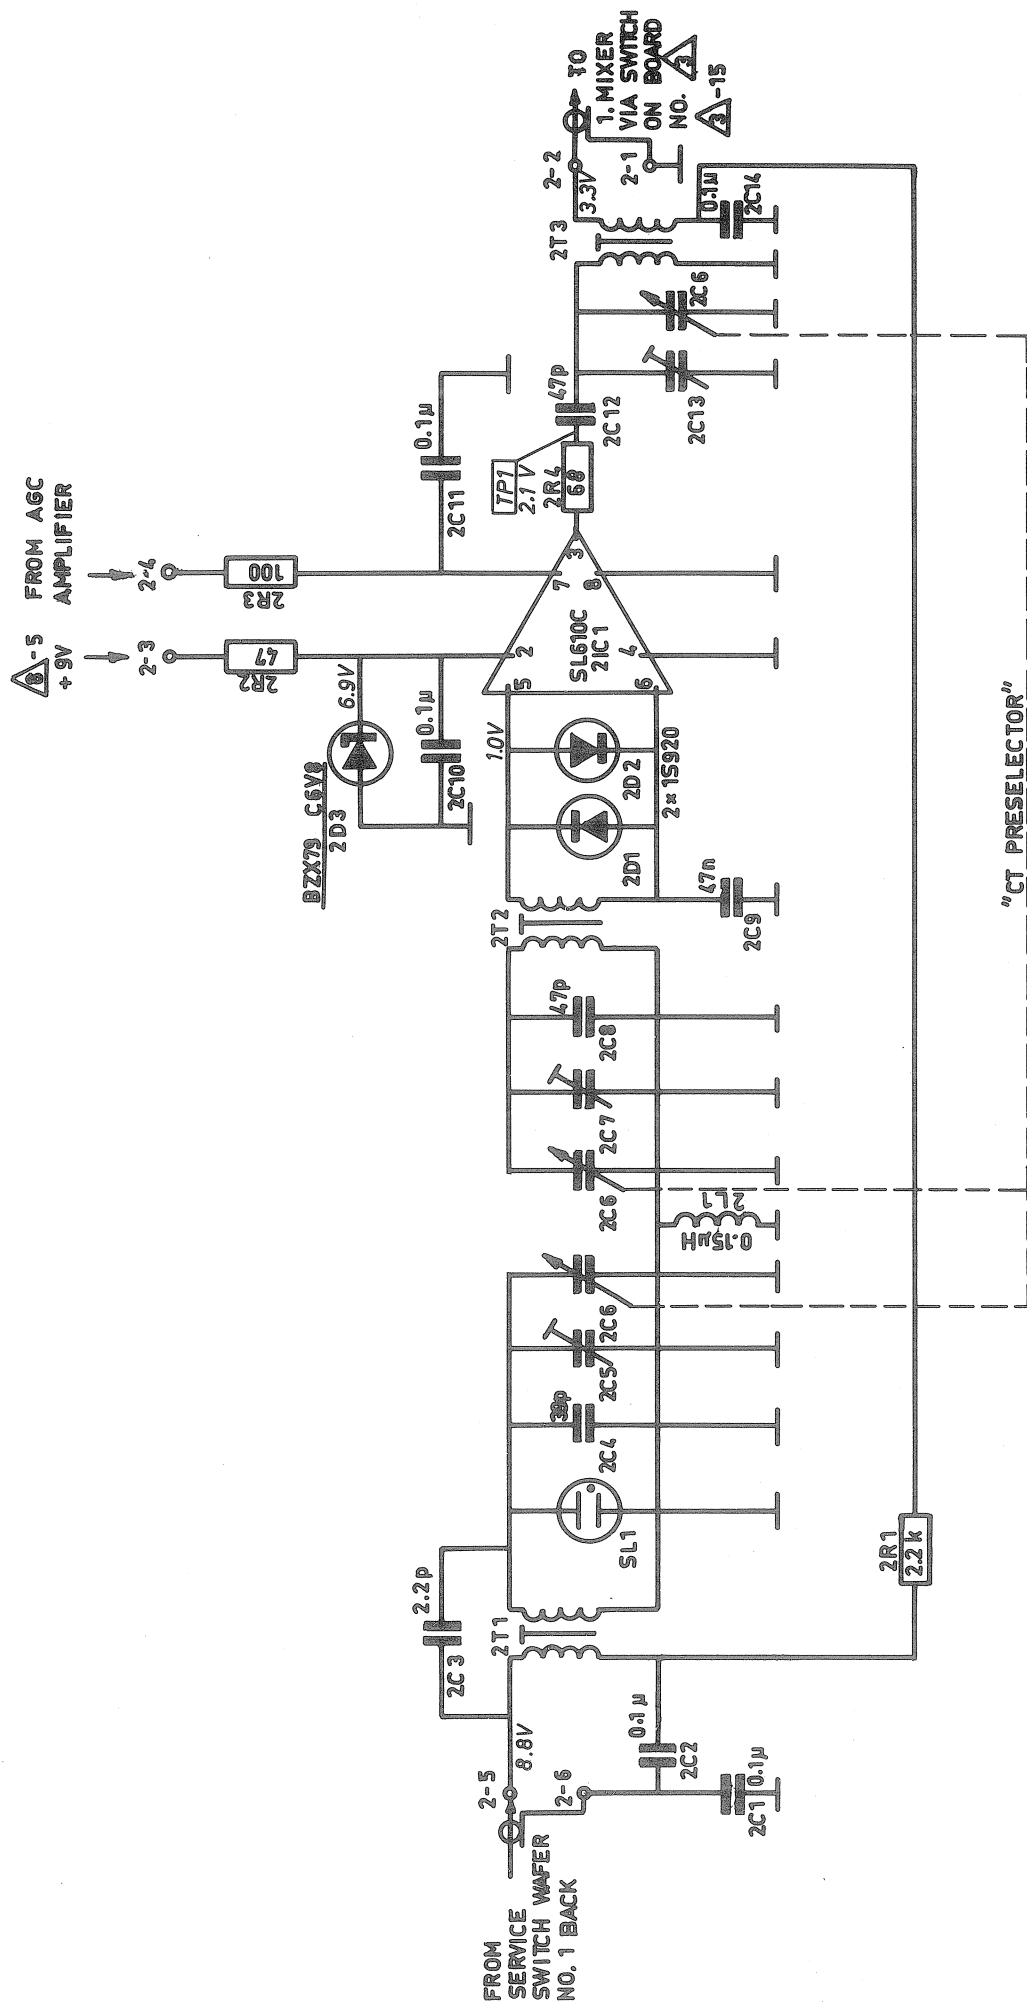 FROM
SERVICE
SWITCH WAFER
NO. 1 BACK
2-5
8.8V
2-6
2C1
0.1µ
2C2
0.1µ
2C3
2.2p
2T1
SL1
2C4
39p
2C5
2C6
2L1
0.15µH
2C6
2C7
2C8
47p
2T2
2C9
47n
2D1
2D2
2×1S920
1.0V
BZX79 C6V8
2D3
6.9V
2C10
0.1µ
8 -5
+9V
2-3
2R2
47
FROM AGC
AMPLIFIER
2-4
2R3
100
2C11
0.1µ
5
6
2
4
7
8
3
SL610C
2IC1
TP1
2.1 V
2R4
68
47p
2C12
2C13
2C6
2T3
2-2
3.3V
2-1
0.1µ
2C14
TO
1. MIXER
VIA SWITCH
ON BOARD
NO. 3
3 -15
2R1
2.2k
"CT PRESELECTOR"